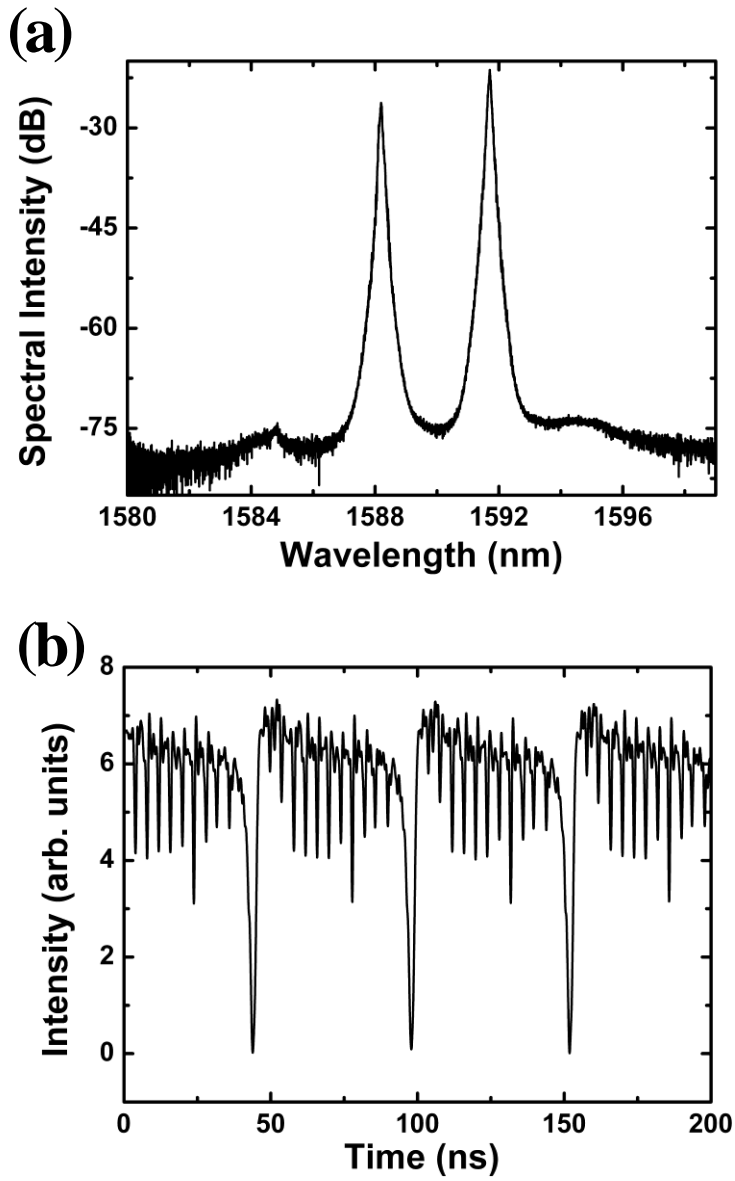 (a)
Spectral Intensity (dB)
-30
-45
-60
-75
1580 1584 1588 1592 1596
Wavelength (nm)
(b)
Intensity (arb. units)
8
6
4
2
0
0 50 100 150 200
Time (ns)